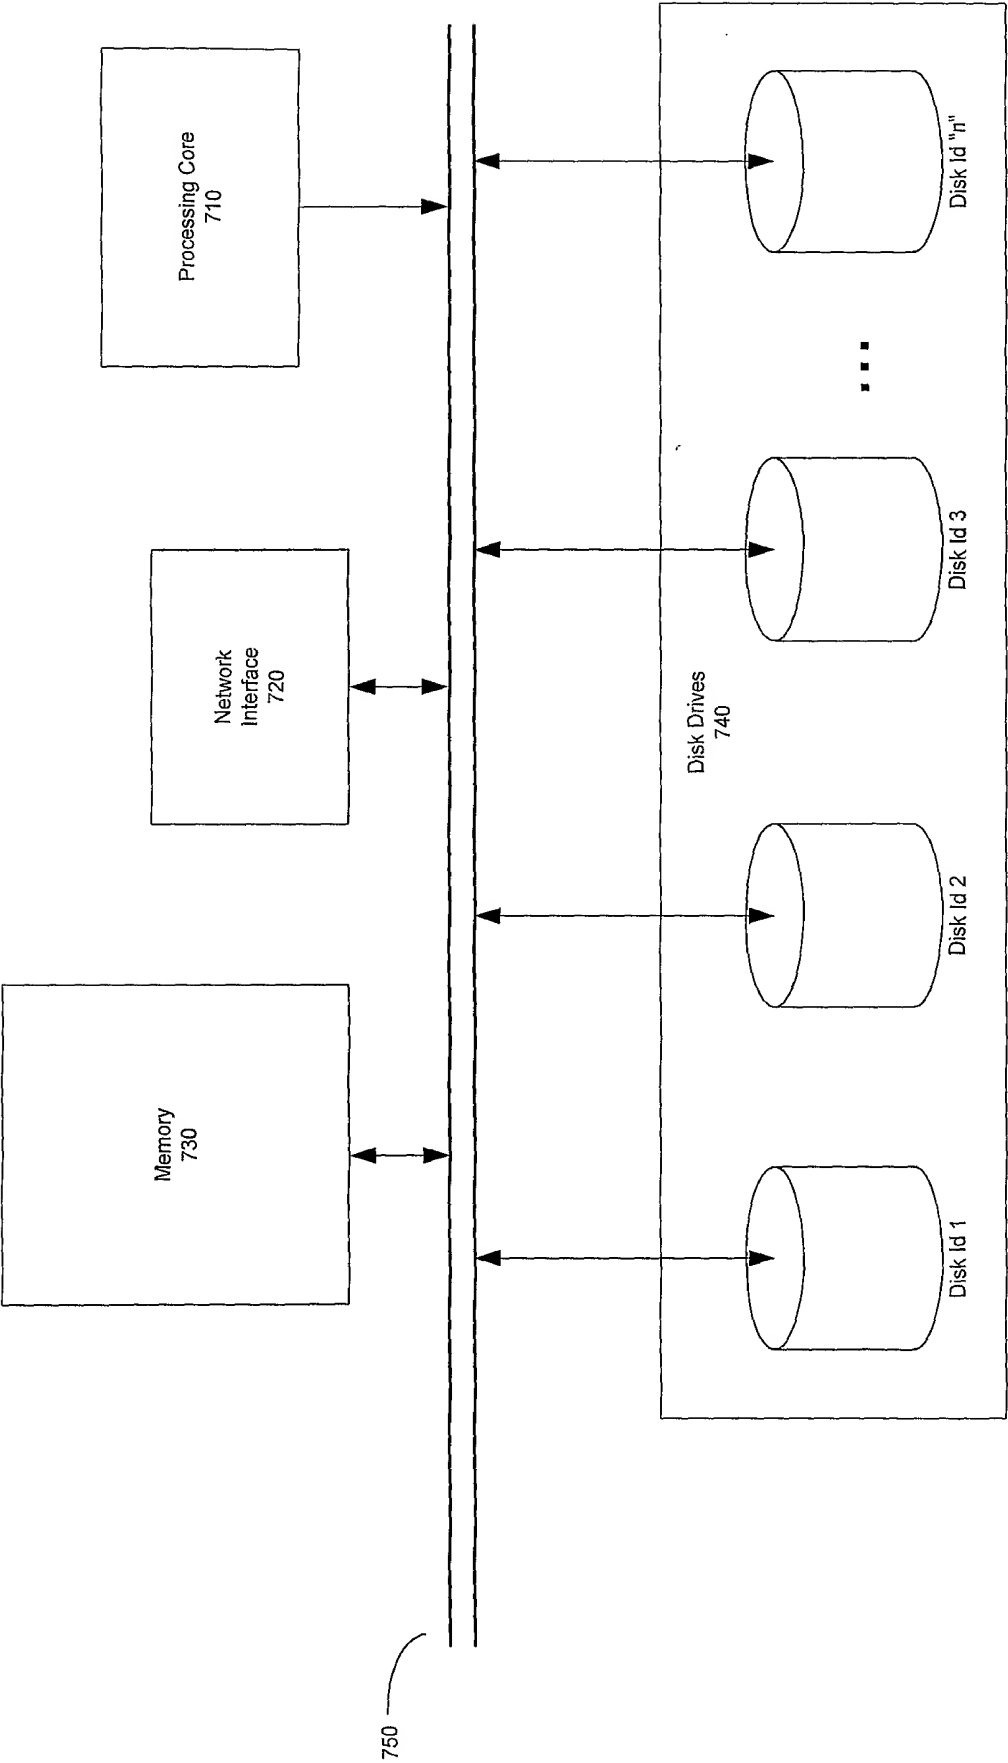 Processing Core
710
Network
Interface
720
Memory
730
750
Disk Drives
740
Disk Id 1
Disk Id 2
Disk Id 3
...
Disk Id "n"